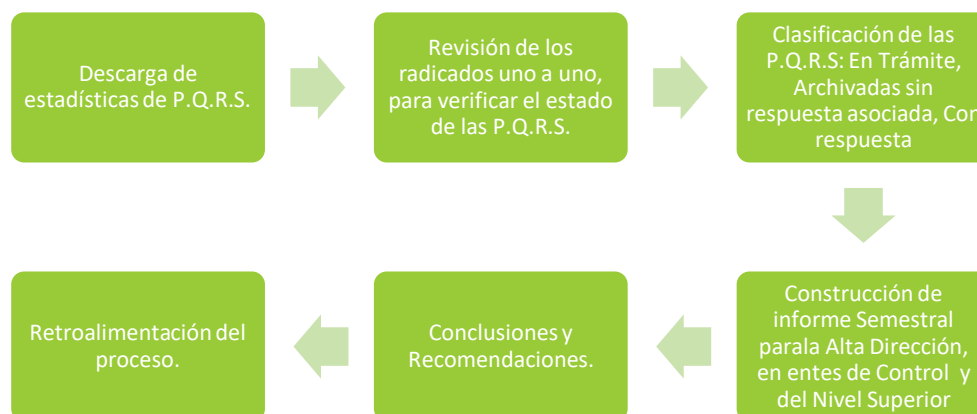 Descarga de
estadísticas de P.Q.R.S.
Revisión de los
radicados uno a uno,
para verificar el estado
de las P.Q.R.S.
Clasificación de las
P.Q.R.S: En Trámite,
Archivadas sin
respuesta asociada, Con
respuesta
Construcción de
informe Semestral
parala Alta Dirección,
en entes de Control y
del Nivel Superior
Conclusiones y
Recomendaciones.
Retroalimentación del
proceso.